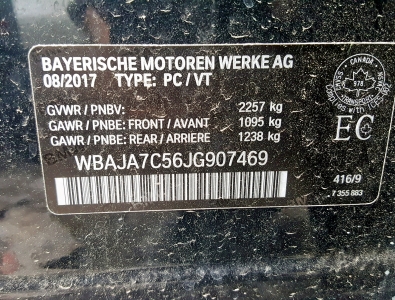 BAYERISCHE MOTOREN WERKE AG
08/2017 TYPE: PC/VT
GVWR / PNBV: 2257 kg
GAWR / PNBE: FRONT / AVANT 1095 kg
GAWR / PNBE: REAR / ARRIERE 1238 kg
WBAJA7C56JG907469
CANADA
978
EC
416/9
7 355 883